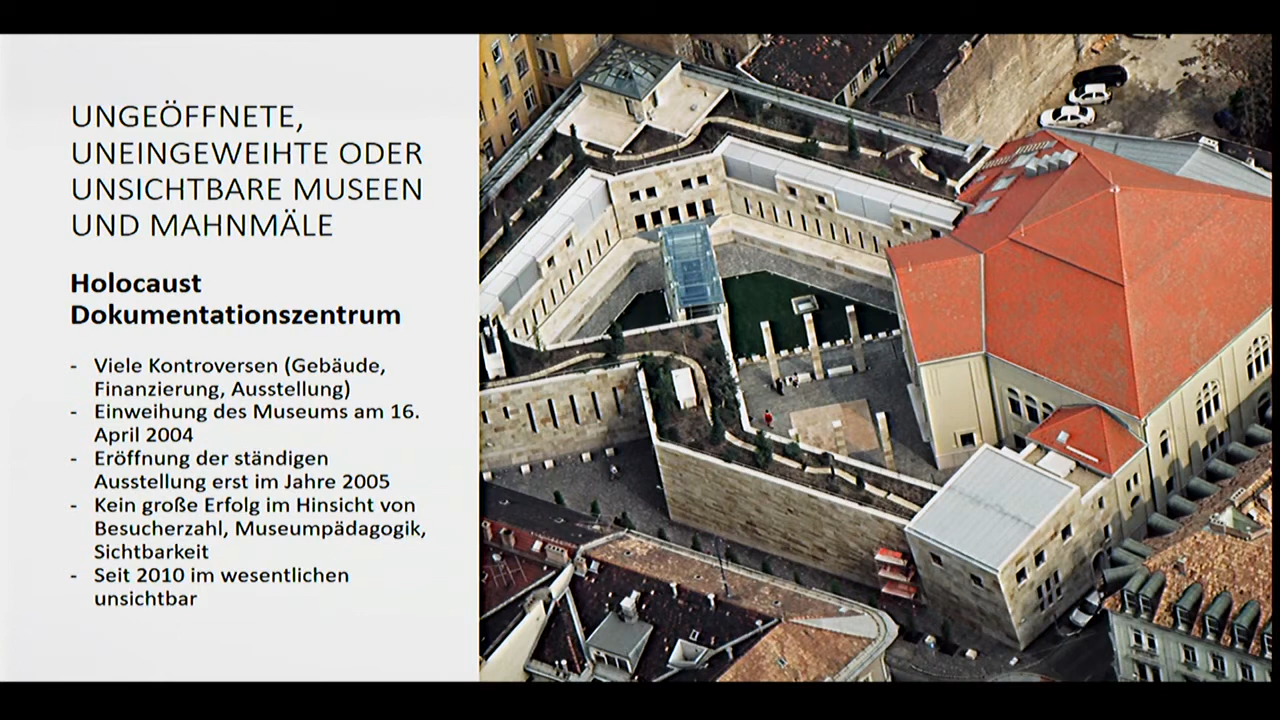 UNGEÖFFNETE,
UNEINGEWEIHTE ODER
UNSICHTBARE MUSEEN
UND MAHNMÄLE
Holocaust
Dokumentationszentrum
- Viele Kontroversen (Gebäude,
Finanzierung, Ausstellung)
- Einweihung des Museums am 16.
April 2004
- Eröffnung der ständigen
Ausstellung erst im Jahre 2005
- Kein große Erfolg im Hinsicht von
Besucherzahl, Museumpädagogik,
Sichtbarkeit
- Seit 2010 im wesentlichen
unsichtbar